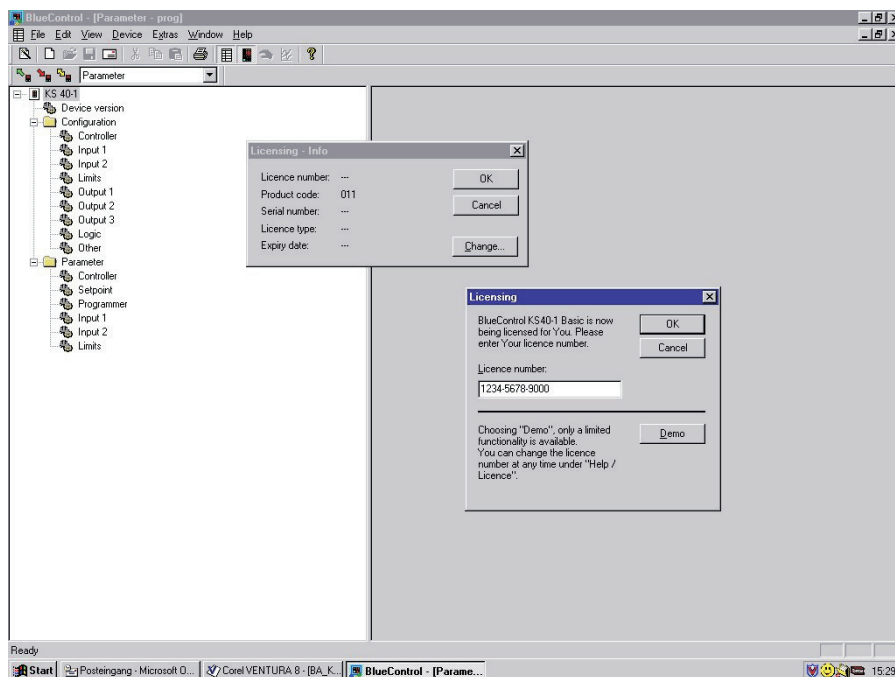 BlueControl - [Parameter - prog]
File Edit View Device Extras Window Help
Parameter
KS 40-1
Device version
Configuration
Controller
Input 1
Input 2
Limits
Output 1
Output 2
Output 3
Logic
Other
Parameter
Controller
Setpoint
Programmer
Input 1
Input 2
Limits
Licensing - Info
Licence number: ---
Product code: 011
Serial number: ---
Licence type: ---
Expiry date: ---
OK
Cancel
Change...
Licensing
BlueControl KS40-1 Basic is now
being licensed for You. Please
enter Your licence number.
OK
Cancel
Licence number:
1234-5678-9000
Choosing "Demo", only a limited
functionality is available.
You can change the licence
number at any time under "Help /
Licence".
Demo
Ready
Start
Posteingang - Microsoft O...
Corel VENTURA 8 - [BA_K...
BlueControl - [Parame...
15:29